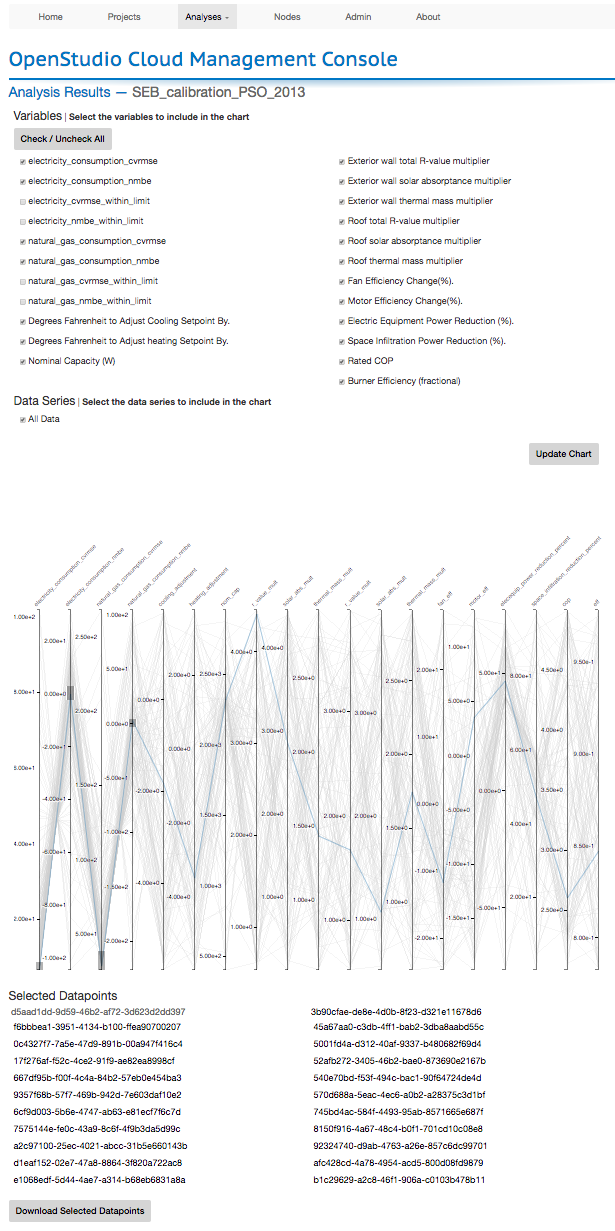 Home Projects Analyses Nodes Admin About
OpenStudio Cloud Management Console
Analysis Results — SEB_calibration_PSO_2013
Variables | Select the variables to include in the chart
Check / Uncheck All
electricity_consumption_cvrmse
electricity_consumption_nmbe
electricity_cvrmse_within_limit
electricity_nmbe_within_limit
natural_gas_consumption_cvrmse
natural_gas_consumption_nmbe
natural_gas_cvrmse_within_limit
natural_gas_nmbe_within_limit
Degrees Fahrenheit to Adjust Cooling Setpoint By.
Degrees Fahrenheit to Adjust heating Setpoint By.
Nominal Capacity (W)
Exterior wall total R-value multiplier
Exterior wall solar absorptance multiplier
Exterior wall thermal mass multiplier
Roof total R-value multiplier
Roof solar absorptance multiplier
Roof thermal mass multiplier
Fan Efficiency Change(%).
Motor Efficiency Change(%).
Electric Equipment Power Reduction (%).
Space Infiltration Power Reduction (%).
Rated COP
Burner Efficiency (fractional)
Data Series | Select the data series to include in the chart
All Data
Update Chart
electricity_consumption_cvrmse
electricity_consumption_nmbe
natural_gas_consumption_cvrmse
natural_gas_consumption_nmbe
cooling_adjustment
heating_adjustment
nom_cap
r_value_mult
solar_abs_mult
thermal_mass_mult
r_value_mult
solar_abs_mult
thermal_mass_mult
fan_eff
motor_eff
elecequip_power_reduction_percent
space_infiltration_reduction_percent
cop
eff
1.00e+2
8.00e+1
6.00e+1
4.00e+1
2.00e+1
2.00e+1
0.00e+0
-2.00e+1
-4.00e+1
-6.00e+1
-8.00e+1
-1.00e+2
2.50e+2
2.00e+2
1.50e+2
1.00e+2
5.00e+1
1.00e+2
5.00e+1
0.00e+0
-5.00e+1
-1.00e+2
-1.50e+2
-2.00e+2
0.00e+0
-2.00e+0
-4.00e+0
2.00e+0
0.00e+0
-2.00e+0
-4.00e+0
2.50e+3
2.00e+3
1.50e+3
1.00e+3
5.00e+2
4.00e+0
3.00e+0
2.00e+0
1.00e+0
4.00e+0
3.00e+0
2.00e+0
1.00e+0
2.50e+0
2.00e+0
1.50e+0
1.00e+0
3.00e+0
2.00e+0
1.00e+0
3.00e+0
2.00e+0
1.00e+0
2.50e+0
2.00e+0
1.50e+0
1.00e+0
2.00e+1
1.00e+1
0.00e+0
-1.00e+1
-2.00e+1
1.00e+1
5.00e+0
0.00e+0
-5.00e+0
-1.00e+1
-1.50e+1
5.00e+1
0.00e+0
-5.00e+1
8.00e+1
6.00e+1
4.00e+1
2.00e+1
4.50e+0
4.00e+0
3.50e+0
3.00e+0
2.50e+0
9.50e-1
9.00e-1
8.50e-1
8.00e-1
Selected Datapoints
d5aad1dd-9d59-46b2-af72-3d623d2dd397 3b90cfae-de8e-4d0b-8f23-d321e11678d6
f6bbbea1-3951-4134-b100-ffea90700207 45a67aa0-c3db-4ff1-bab2-3dba8aabd55c
0c4327f7-7a5e-47d9-891b-00a947f416c4 5001fd4a-d312-40af-9337-b480682f69d4
17f276af-f52c-4ce2-91f9-ae82ea8998cf 52afb272-3405-46b2-bae0-873690e2167b
667df95b-f00f-4c4a-84b2-57eb0e454ba3 540e70bd-f53f-494c-bac1-90f64724de4d
9357f68b-57f7-469b-942d-7e603daf10e2 570d688a-5eac-4ec6-a0b2-a28375c3d1bf
6cf9d003-5b6e-4747-ab63-e81ecf7f6c7d 745bd4ac-584f-4493-95ab-8571665e687f
7575144e-fe0c-43a9-8c6f-4f9b3da5d99c 8150f916-4a67-48c4-b0f1-701cd10c08e8
a2c97100-25ec-4021-abcc-31b5e660143b 92324740-d9ab-4763-a26e-857c6dc99701
d1eaf152-02e7-47a8-8864-3f820a722ac8 afc428cd-4a78-4954-acd5-800d08fd9879
e1068edf-5d44-4ae7-a314-b68eb6831a8a b1c29629-a2c8-46f1-906a-c0103b478b11
Download Selected Datapoints